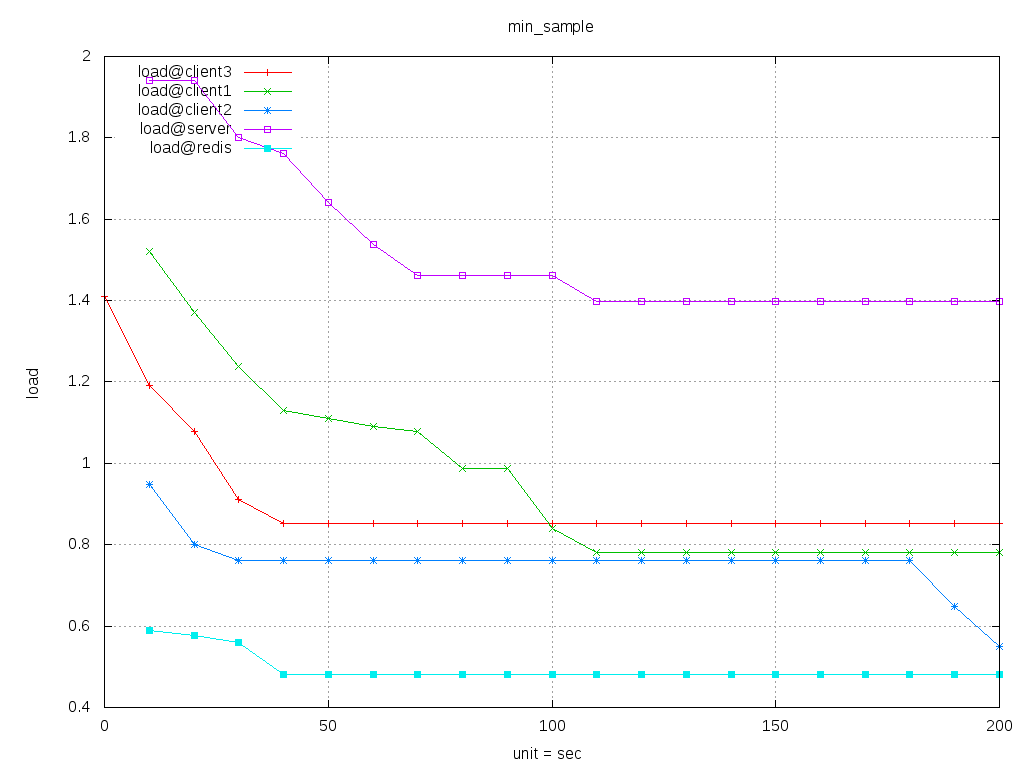 min_sample
load@client3
load@client1
load@client2
load@server
load@redis
2
1.8
1.6
1.4
1.2
1
0.8
0.6
0.4
load
0 50 100 150 200
unit = sec